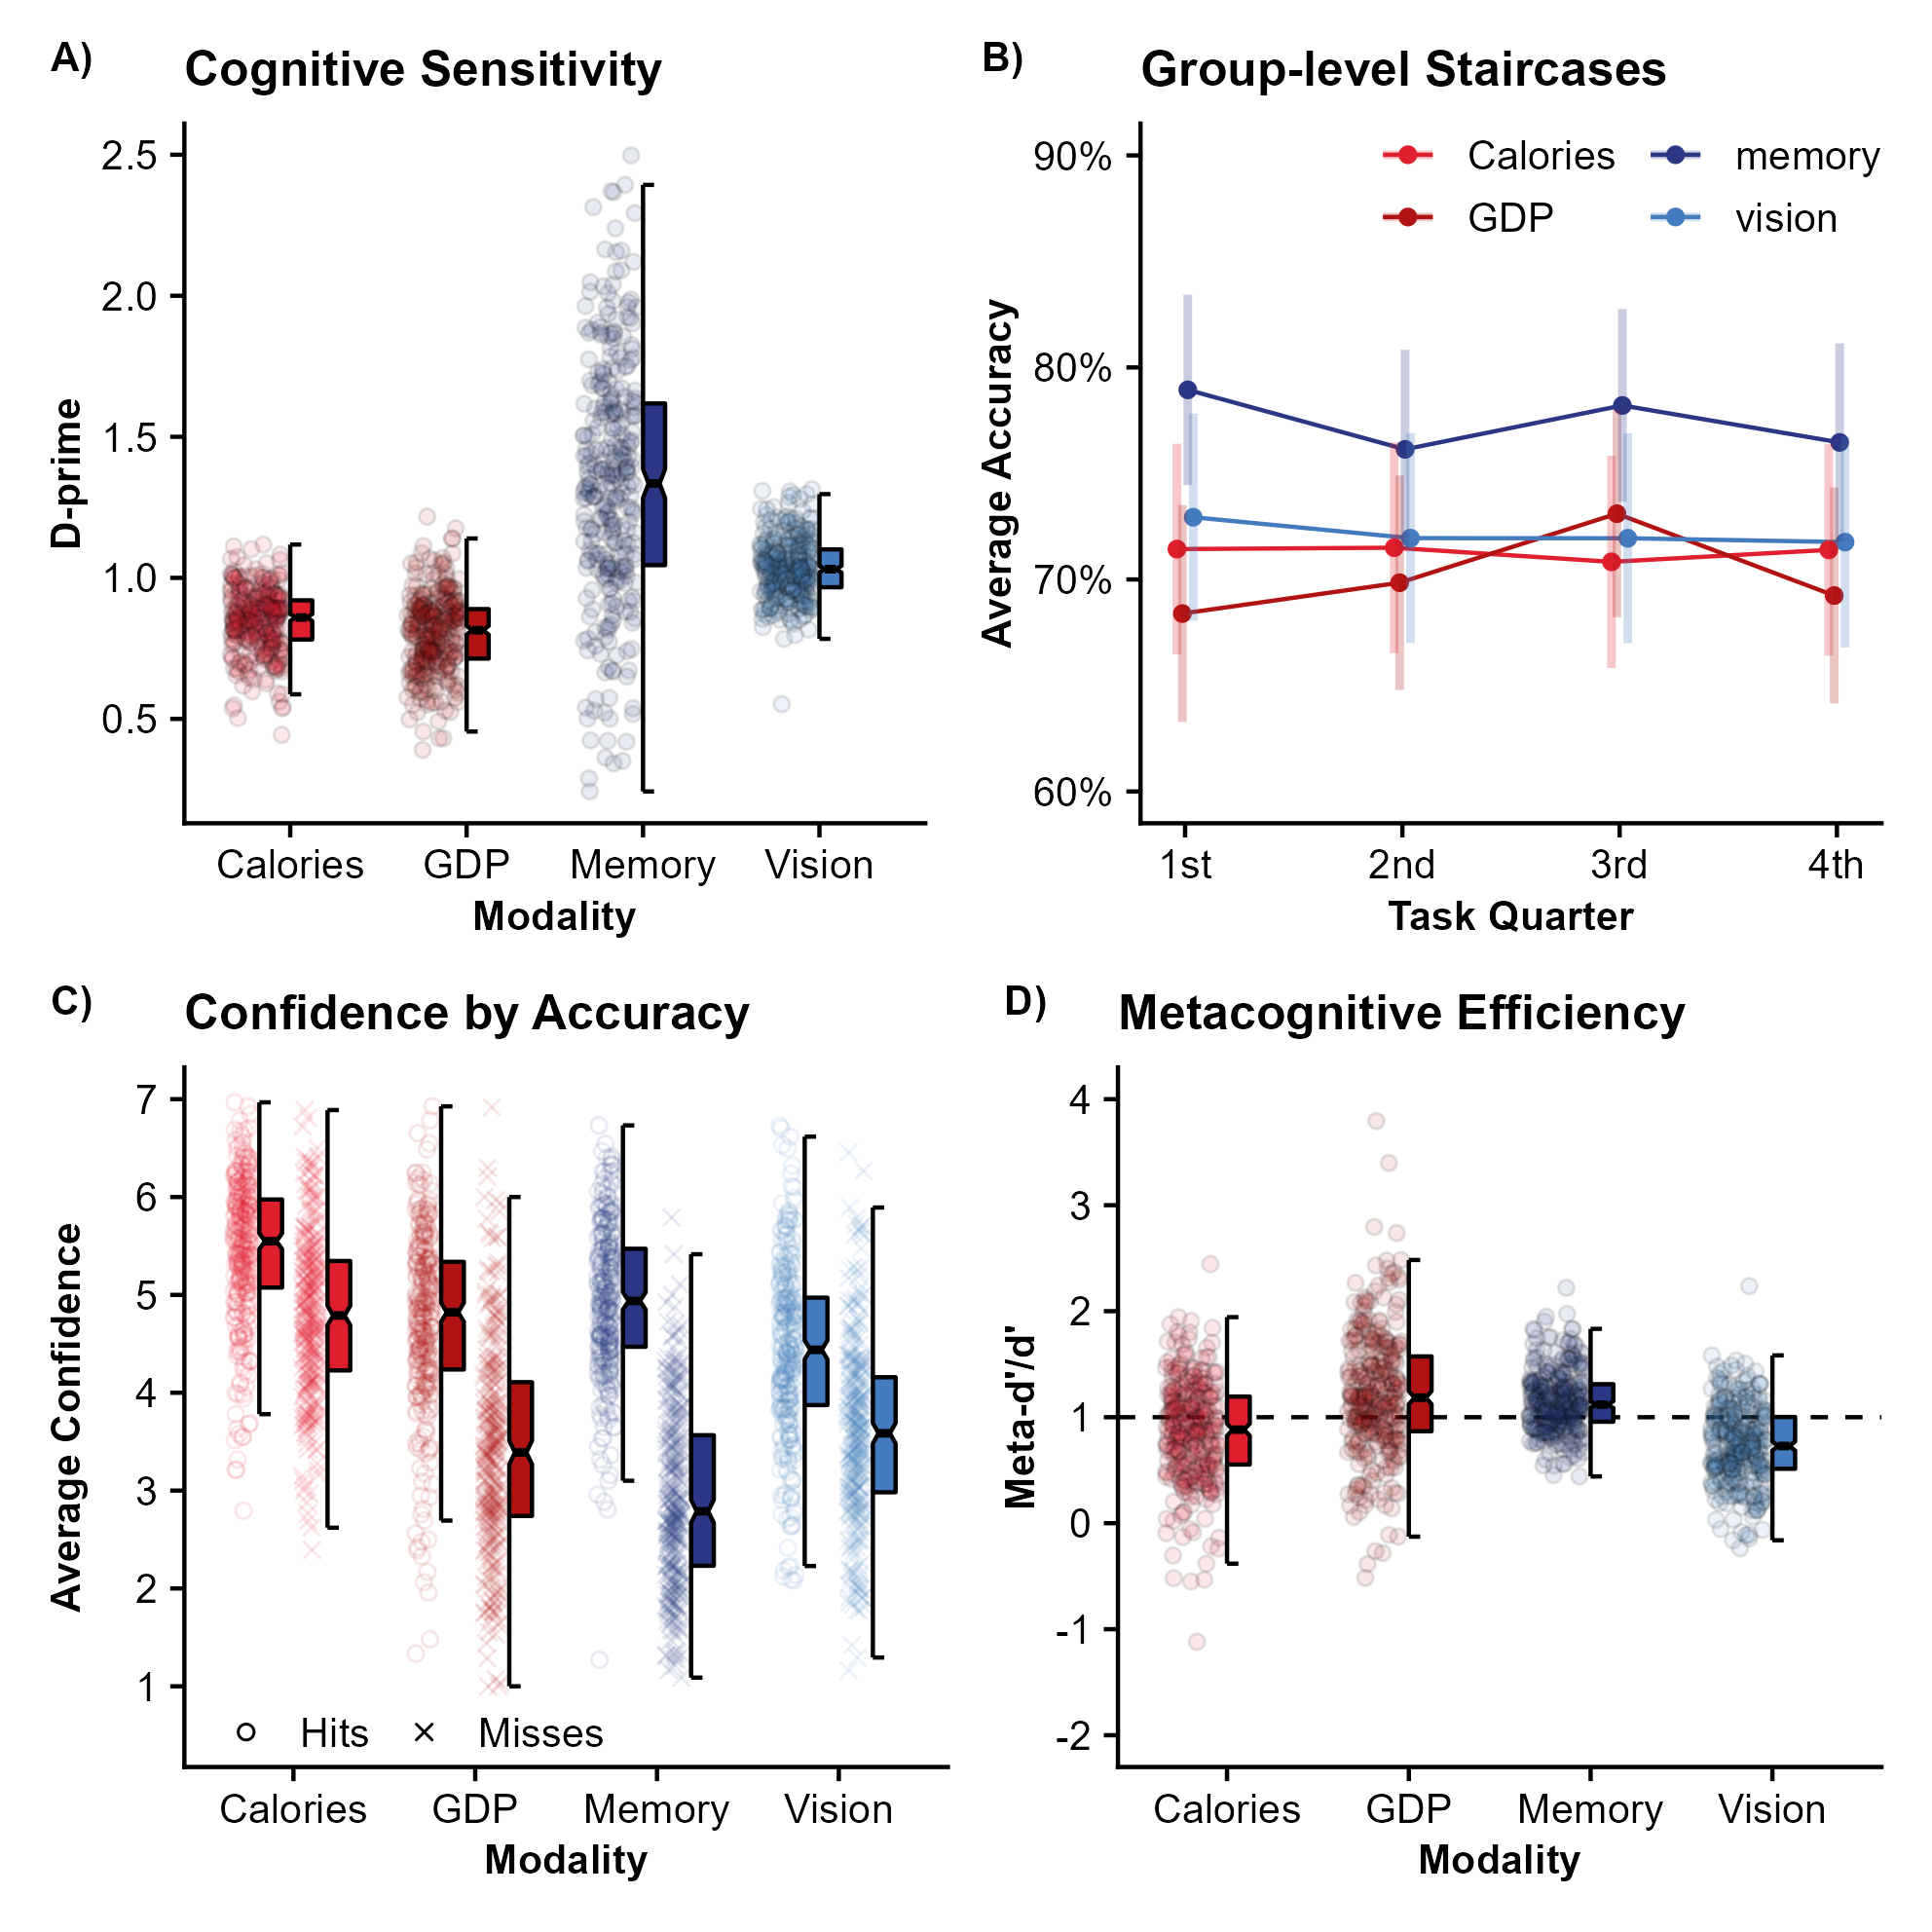 A)
Cognitive Sensitivity
D-prime
2.5
2.0
1.5
1.0
0.5
Calories GDP Memory Vision
Modality
B)
Group-level Staircases
Calories memory
GDP vision
Average Accuracy
90%
80%
70%
60%
1st 2nd 3rd 4th
Task Quarter
C)
Confidence by Accuracy
Average Confidence
7
6
5
4
3
2
1
Hits Misses
Calories GDP Memory Vision
Modality
D)
Metacognitive Efficiency
Meta-d'/d'
4
3
2
1
0
-1
-2
Calories GDP Memory Vision
Modality